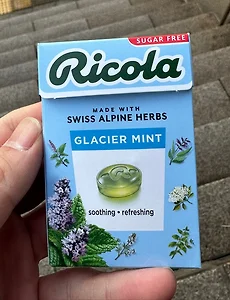 SUGAR FREE
Ricola
MADE WITH
SWISS ALPINE HERBS
GLACIER MINT
soothing • refreshing